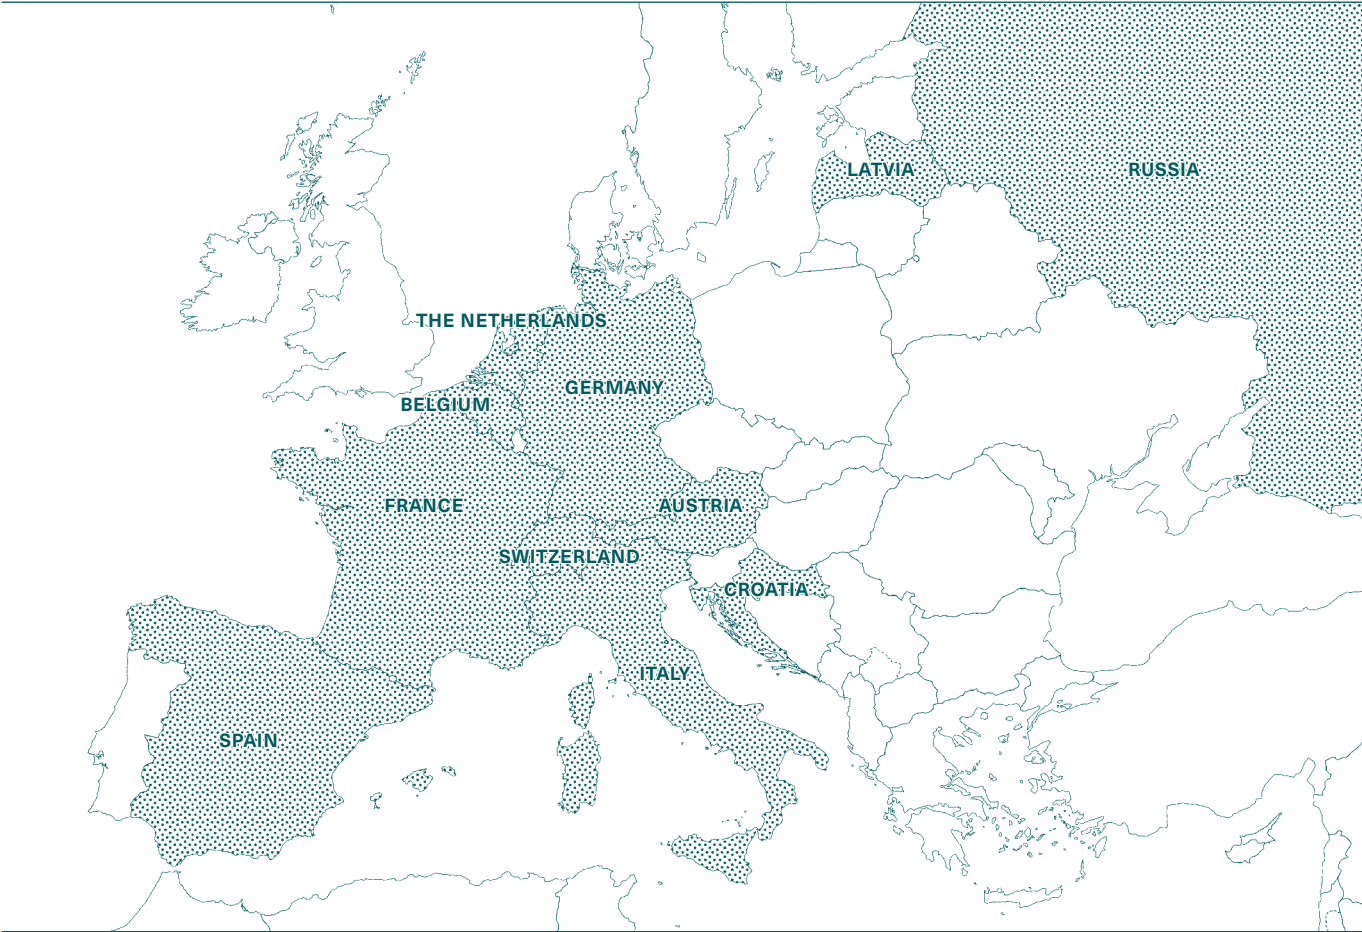 LATVIA
RUSSIA
THE NETHERLANDS
GERMANY
BELGIUM
FRANCE
AUSTRIA
SWITZERLAND
CROATIA
ITALY
SPAIN